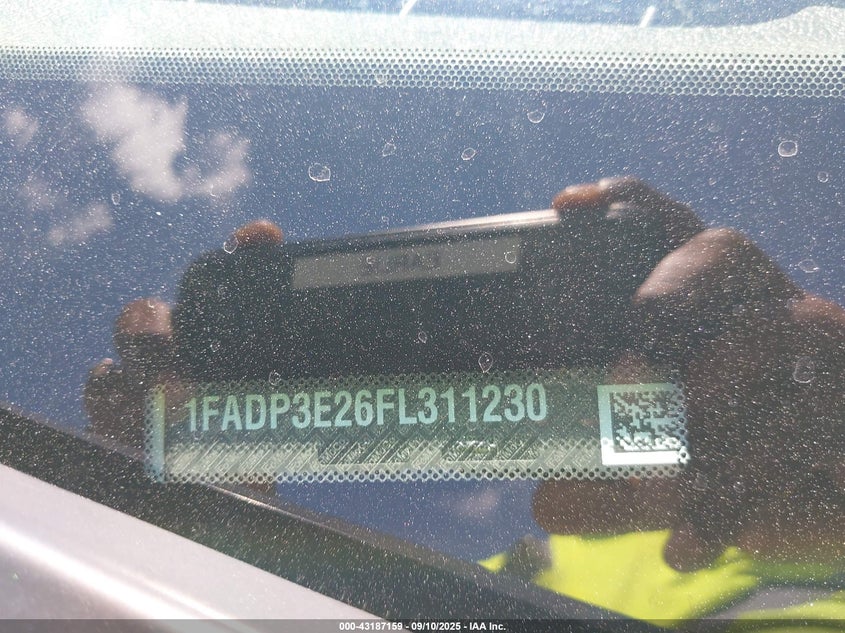 1FADP3E26FL311230
000-43187159 - 09/10/2025 - IAA Inc.